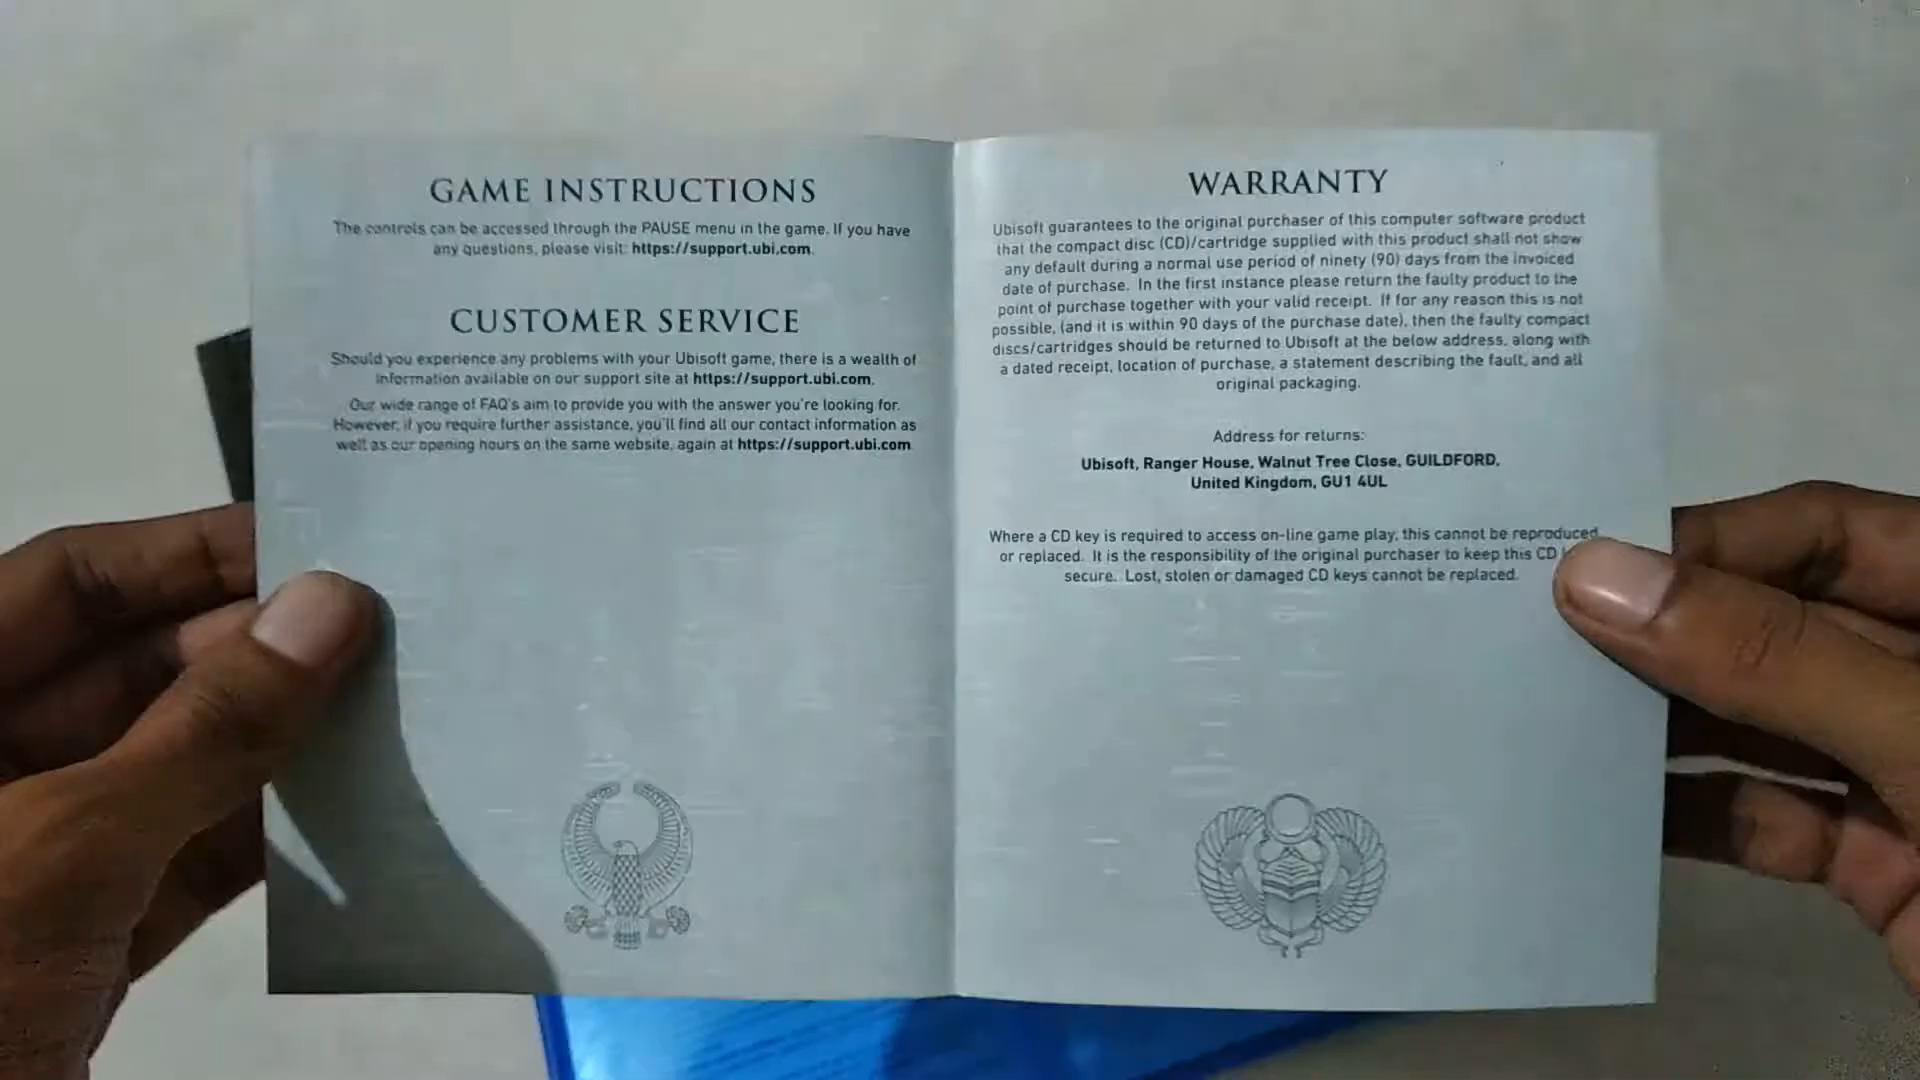 GAME INSTRUCTIONS
The controls can be accessed through the PAUSE menu in the game. If you have
any questions, please visit: https://support.ubi.com.
CUSTOMER SERVICE
Should you experience any problems with your Ubisoft game, there is a wealth of
information available on our support site at https://support.ubi.com.
Our wide range of FAQ's aim to provide you with the answer you're looking for.
However, if you require further assistance, you'll find all our contact information as
well as our opening hours on the same website, again at https://support.ubi.com
WARRANTY
Ubisoft guarantees to the original purchaser of this computer software product
that the compact disc (CD)/cartridge supplied with this product shall not show
any default during a normal use period of ninety (90) days from the invoiced
date of purchase. In the first instance please return the faulty product to the
point of purchase together with your valid receipt. If for any reason this is not
possible, (and it is within 90 days of the purchase date), then the faulty compact
discs/cartridges should be returned to Ubisoft at the below address, along with
a dated receipt, location of purchase, a statement describing the fault, and all
original packaging.
Address for returns:
Ubisoft, Ranger House, Walnut Tree Close, GUILDFORD,
United Kingdom, GU1 4UL
Where a CD key is required to access on-line game play, this cannot be reproduced
or replaced. It is the responsibility of the original purchaser to keep this CD
secure. Lost, stolen or damaged CD keys cannot be replaced.